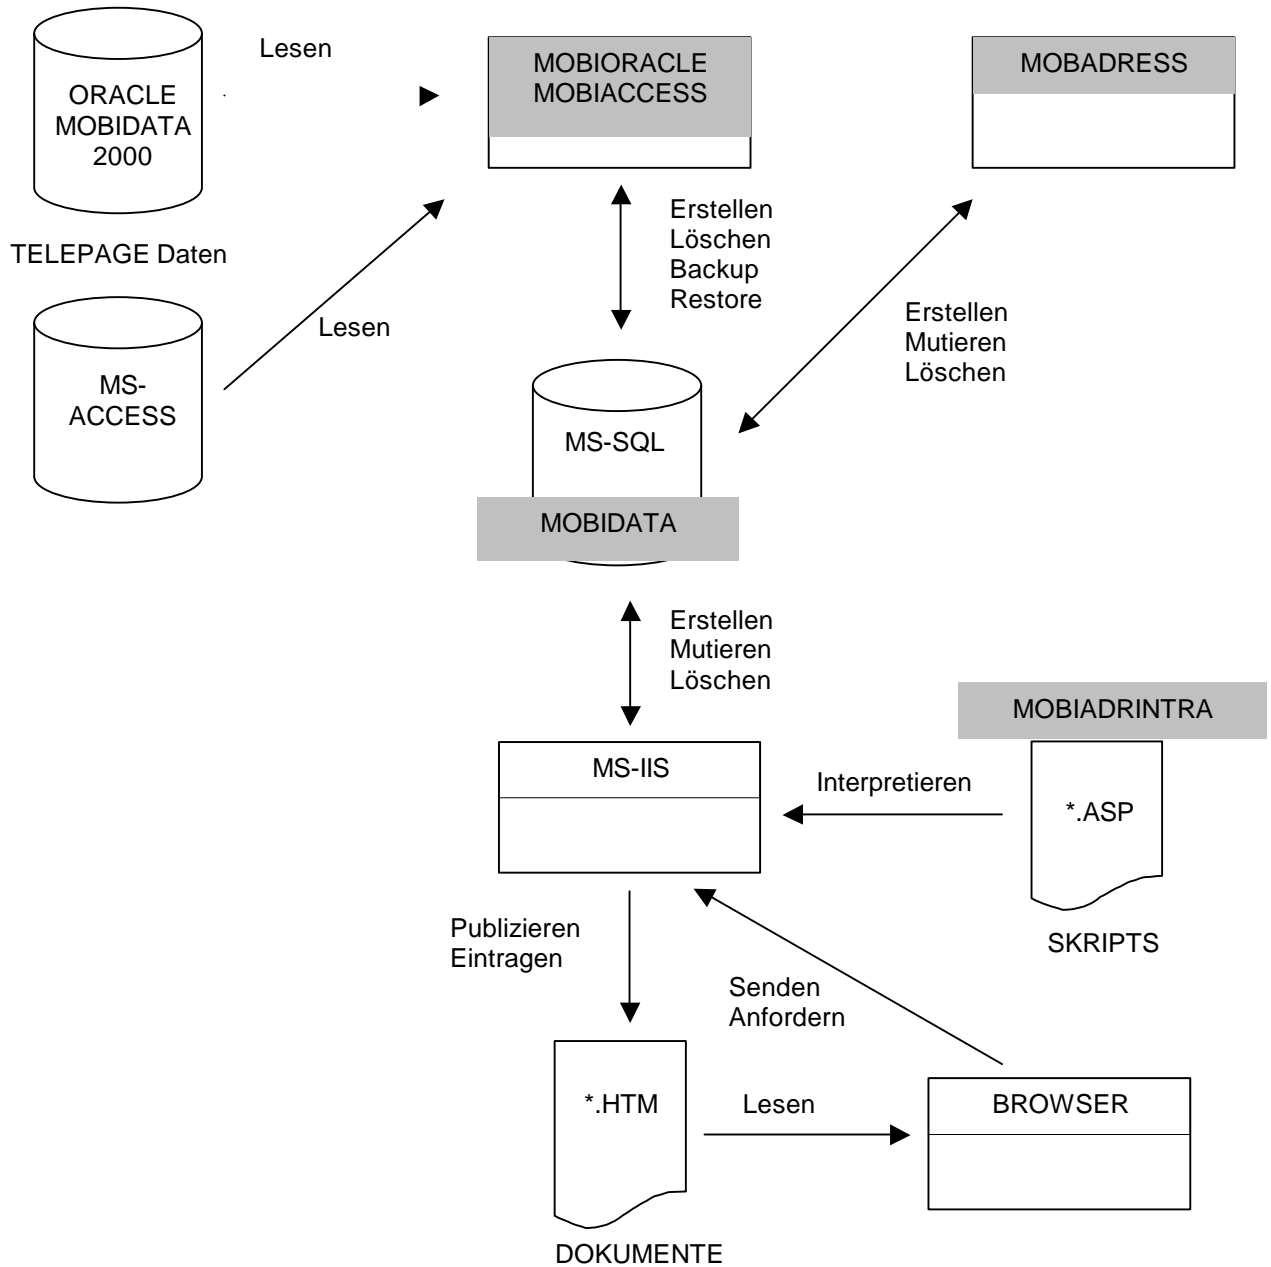 Lesen
ORACLE
MOBIDATA
2000
MOBIORACLE
MOBIACCESS
MOBADRESS
TELEPAGE Daten
Erstellen
Löschen
Backup
Restore
Lesen
MS-
ACCESS
Erstellen
Mutieren
Löschen
MS-SQL
MOBIDATA
Erstellen
Mutieren
Löschen
MOBIADRINTRA
MS-IIS
Interpretieren
*.ASP
SKRIPTS
Publizieren
Eintragen
Senden
Anfordern
*.HTM
Lesen
BROWSER
DOKUMENTE